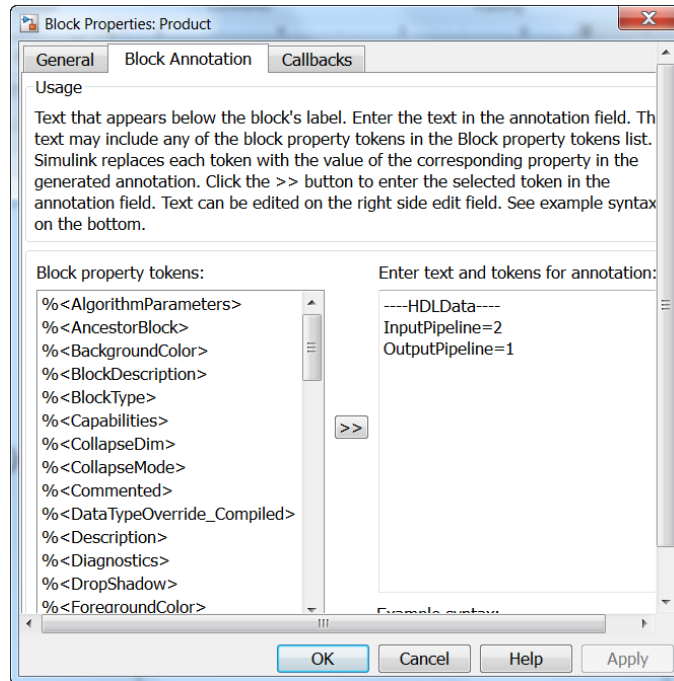 Block Properties: Product
X
General
Block Annotation
Callbacks
Usage
Text that appears below the block's label. Enter the text in the annotation field. Th
text may include any of the block property tokens in the Block property tokens list.
Simulink replaces each token with the value of the corresponding property in the
generated annotation. Click the >> button to enter the selected token in the
annotation field. Text can be edited on the right side edit field. See example syntax
on the bottom.
Block property tokens:
%<AlgorithmParameters>
%<AncestorBlock>
%<BackgroundColor>
%<BlockDescription>
%<BlockType>
%<Capabilities>
%<CollapseDim>
%<CollapseMode>
%<Commented>
%<DataTypeOverride_Compiled>
%<Description>
%<Diagnostics>
%<DropShadow>
%<ForegroundColor>
>>
Enter text and tokens for annotation:
----HDLData----
InputPipeline=2
OutputPipeline=1
Example syntax:
OK
Cancel
Help
Apply